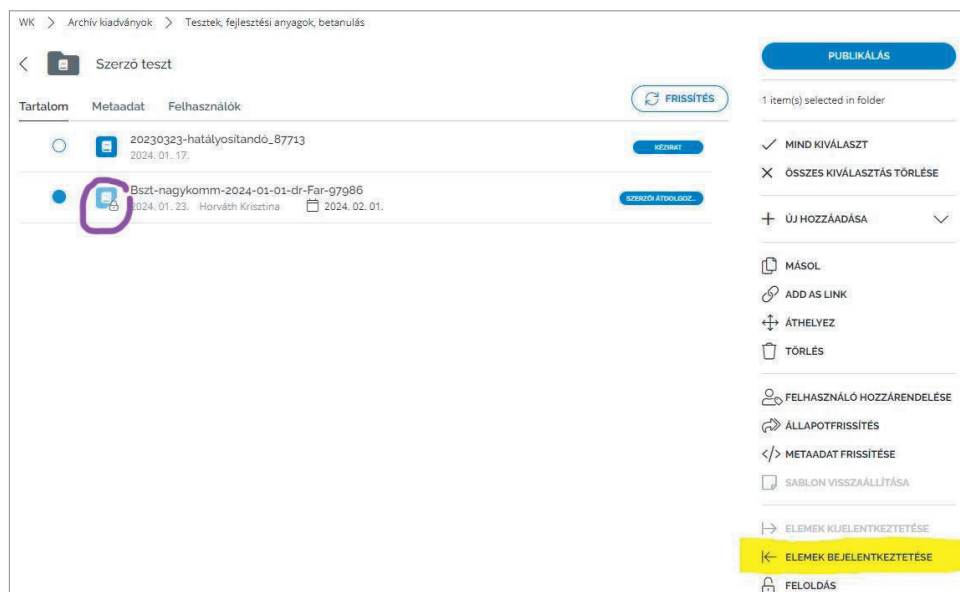 WK > Archív kiadványok > Tesztek, fejlesztési anyagok, betanulás
Szerző teszt
Tartalom Metaadat Felhasználók
FRISSÍTÉS
20230323-hatályosítandó_87713
2024. 01. 17.
KÉZIRAT
Bszt-nagykomm-2024-01-01-dr-Far-97986
2024. 01. 23. Horváth Krisztina 2024. 02. 01.
SZERZŐI ÁTDOLGOZ...
PUBLIKÁLÁS
1 item(s) selected in folder
MIND KIVÁLASZT
ÖSSZES KIVÁLASZTÁS TÖRLÉSE
ÚJ HOZZÁADÁSA
MÁSOL
ADD AS LINK
ÁTHELYEZ
TÖRLÉS
FELHASZNÁLÓ HOZZÁRENDELÉSE
ÁLLAPOTFRISSÍTÉS
METAADAT FRISSÍTÉSE
SABLON VISSZAÁLLÍTÁSA
ELEMEK KIJELENTKEZTETÉSE
ELEMEK BEJELENTKEZTETÉSE
FELOLDÁS